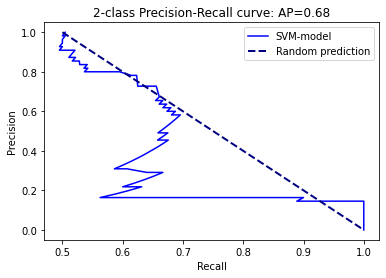 2-class Precision-Recall curve: AP=0.68
SVM-model
Random prediction
Precision
1.0
0.8
0.6
0.4
0.2
0.0
0.5 0.6 0.7 0.8 0.9 1.0
Recall